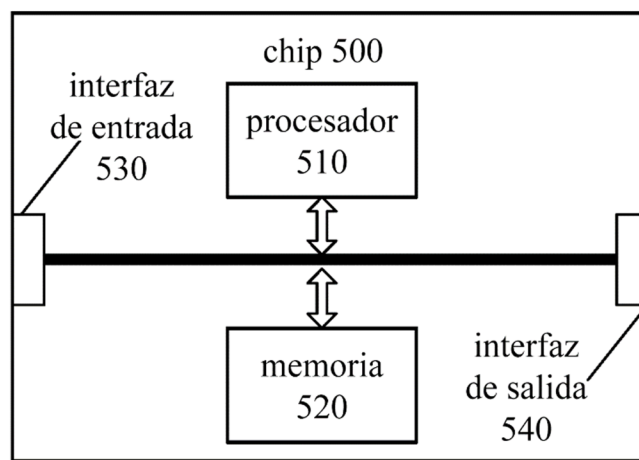 chip 500
interfaz
de entrada
530
procesador
510
memoria
520
interfaz
de salida
540